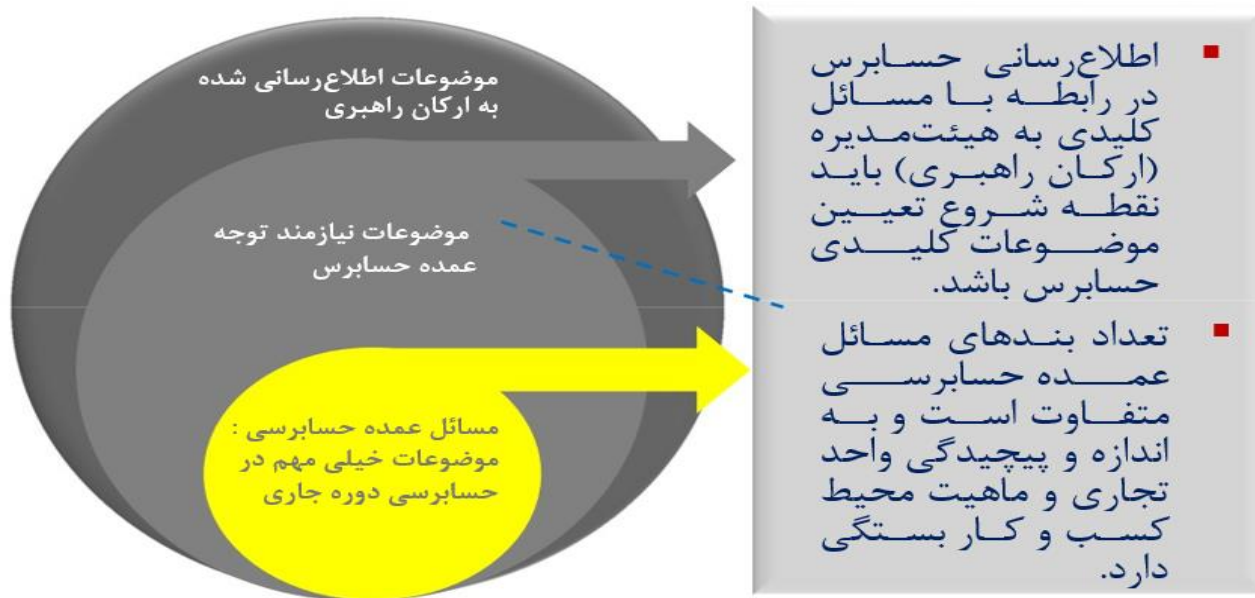 موضوعات اطلاع‌رسانی شده
به ارکان راهبری
موضوعات نیازمند توجه
عمده حسابرس
مسائل عمده حسابرسی :
موضوعات خیلی مهم در
حسابرسی دوره جاری
▪ اطلاع‌رسانی حسابرس
در رابطه با مسائل
کلیدی به هیئت‌مدیره
(ارکان راهبری) باید
نقطه شروع تعیین
موضوعات کلیدی
حسابرس باشد.
▪ تعداد بندهای مسائل
عمده حسابرسی
متفاوت است و به
اندازه و پیچیدگی واحد
تجاری و ماهیت محیط
کسب و کار بستگی
دارد.